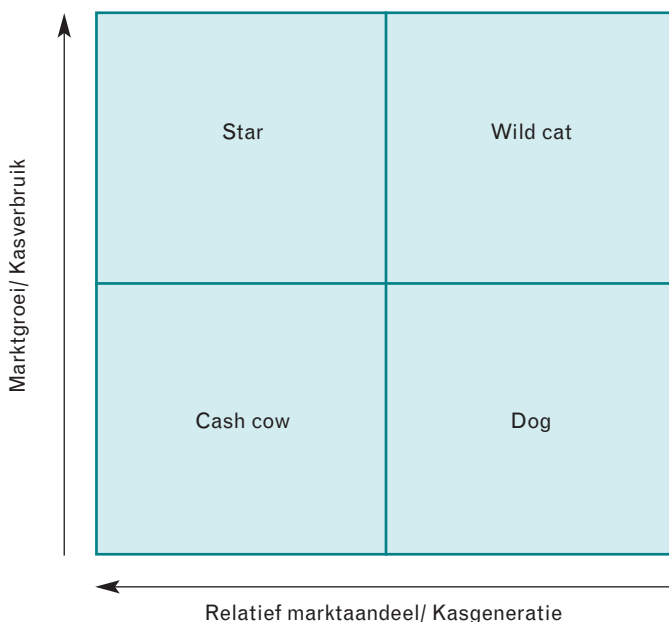 Star
Wild cat
Marktgroei/ Kasverbruik
Cash cow
Dog
Relatief marktaandeel/ Kasgeneratie